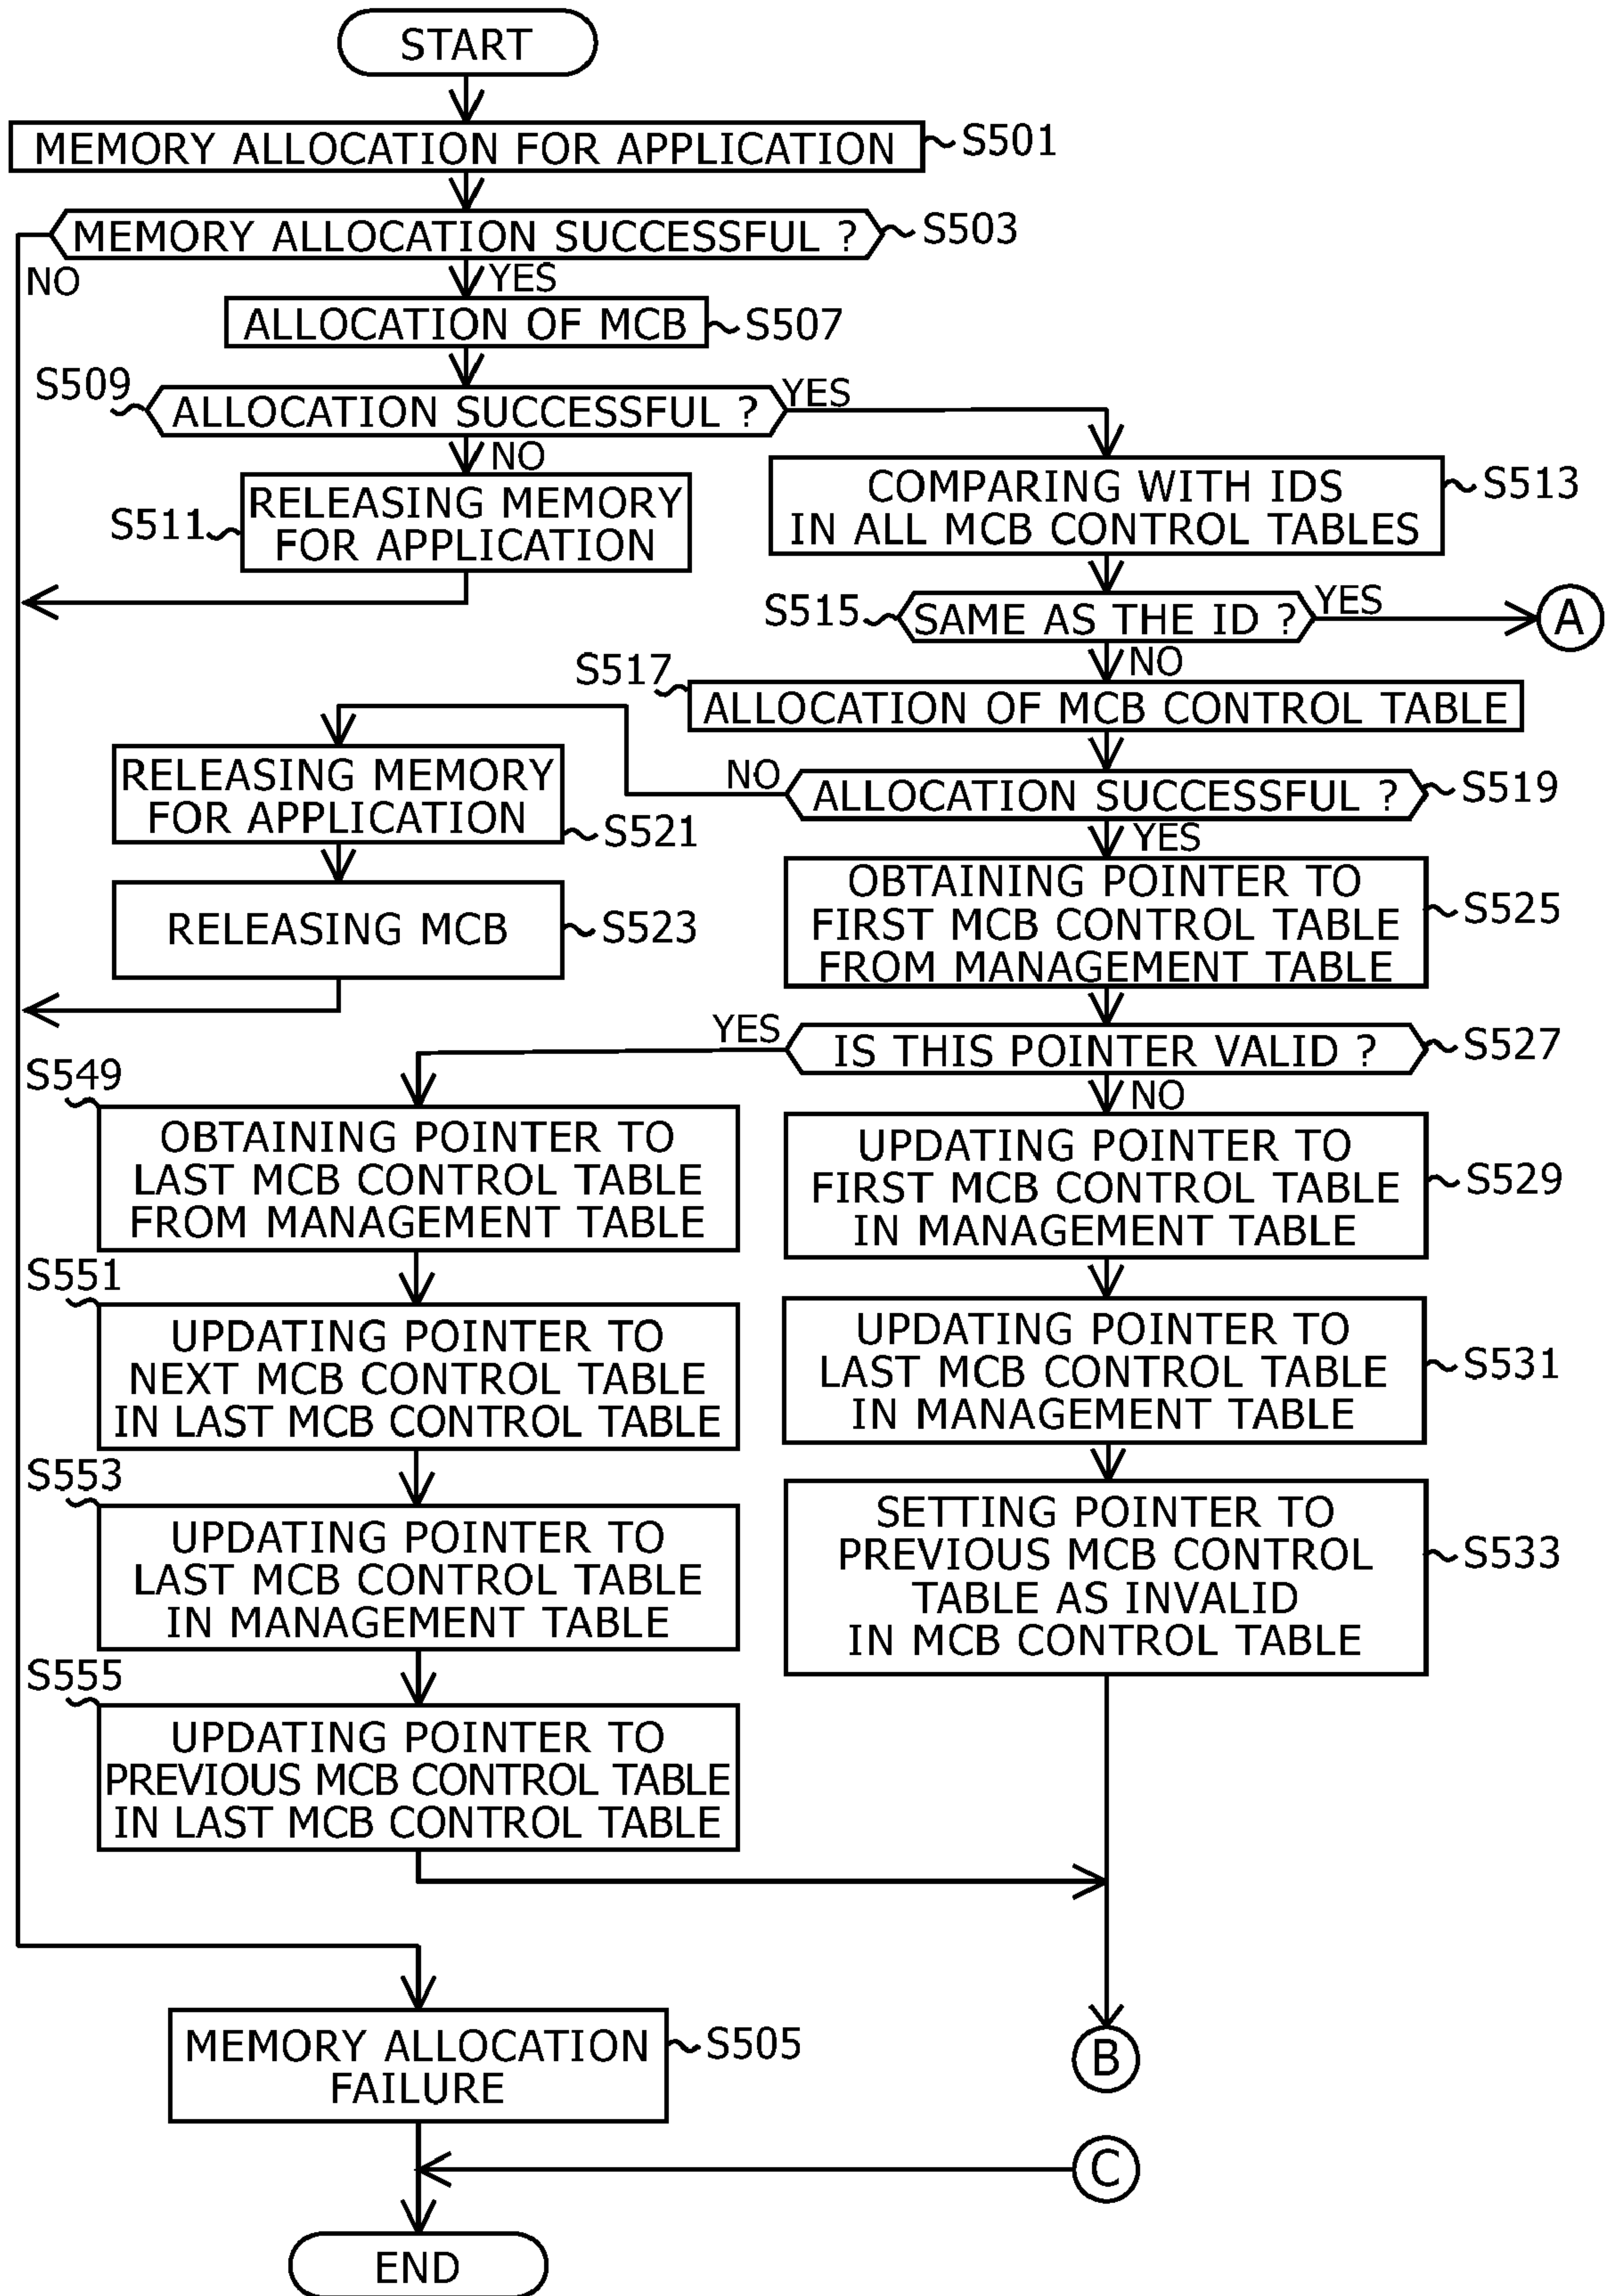 START
MEMORY ALLOCATION FOR APPLICATION
S501
MEMORY ALLOCATION SUCCESSFUL ?
S503
NO
YES
ALLOCATION OF MCB
S507
S509
ALLOCATION SUCCESSFUL ?
YES
NO
S511
RELEASING MEMORY
FOR APPLICATION
COMPARING WITH IDS
IN ALL MCB CONTROL TABLES
S513
S515
SAME AS THE ID ?
YES
A
NO
S517
ALLOCATION OF MCB CONTROL TABLE
NO
ALLOCATION SUCCESSFUL ?
S519
YES
RELEASING MEMORY
FOR APPLICATION
S521
RELEASING MCB
S523
OBTAINING POINTER TO
FIRST MCB CONTROL TABLE
FROM MANAGEMENT TABLE
S525
YES
IS THIS POINTER VALID ?
S527
NO
S549
OBTAINING POINTER TO
LAST MCB CONTROL TABLE
FROM MANAGEMENT TABLE
UPDATING POINTER TO
FIRST MCB CONTROL TABLE
IN MANAGEMENT TABLE
S529
S551
UPDATING POINTER TO
NEXT MCB CONTROL TABLE
IN LAST MCB CONTROL TABLE
UPDATING POINTER TO
LAST MCB CONTROL TABLE
IN MANAGEMENT TABLE
S531
S553
UPDATING POINTER TO
LAST MCB CONTROL TABLE
IN MANAGEMENT TABLE
SETTING POINTER TO
PREVIOUS MCB CONTROL
TABLE AS INVALID
IN MCB CONTROL TABLE
S533
S555
UPDATING POINTER TO
PREVIOUS MCB CONTROL TABLE
IN LAST MCB CONTROL TABLE
MEMORY ALLOCATION
FAILURE
S505
B
C
END